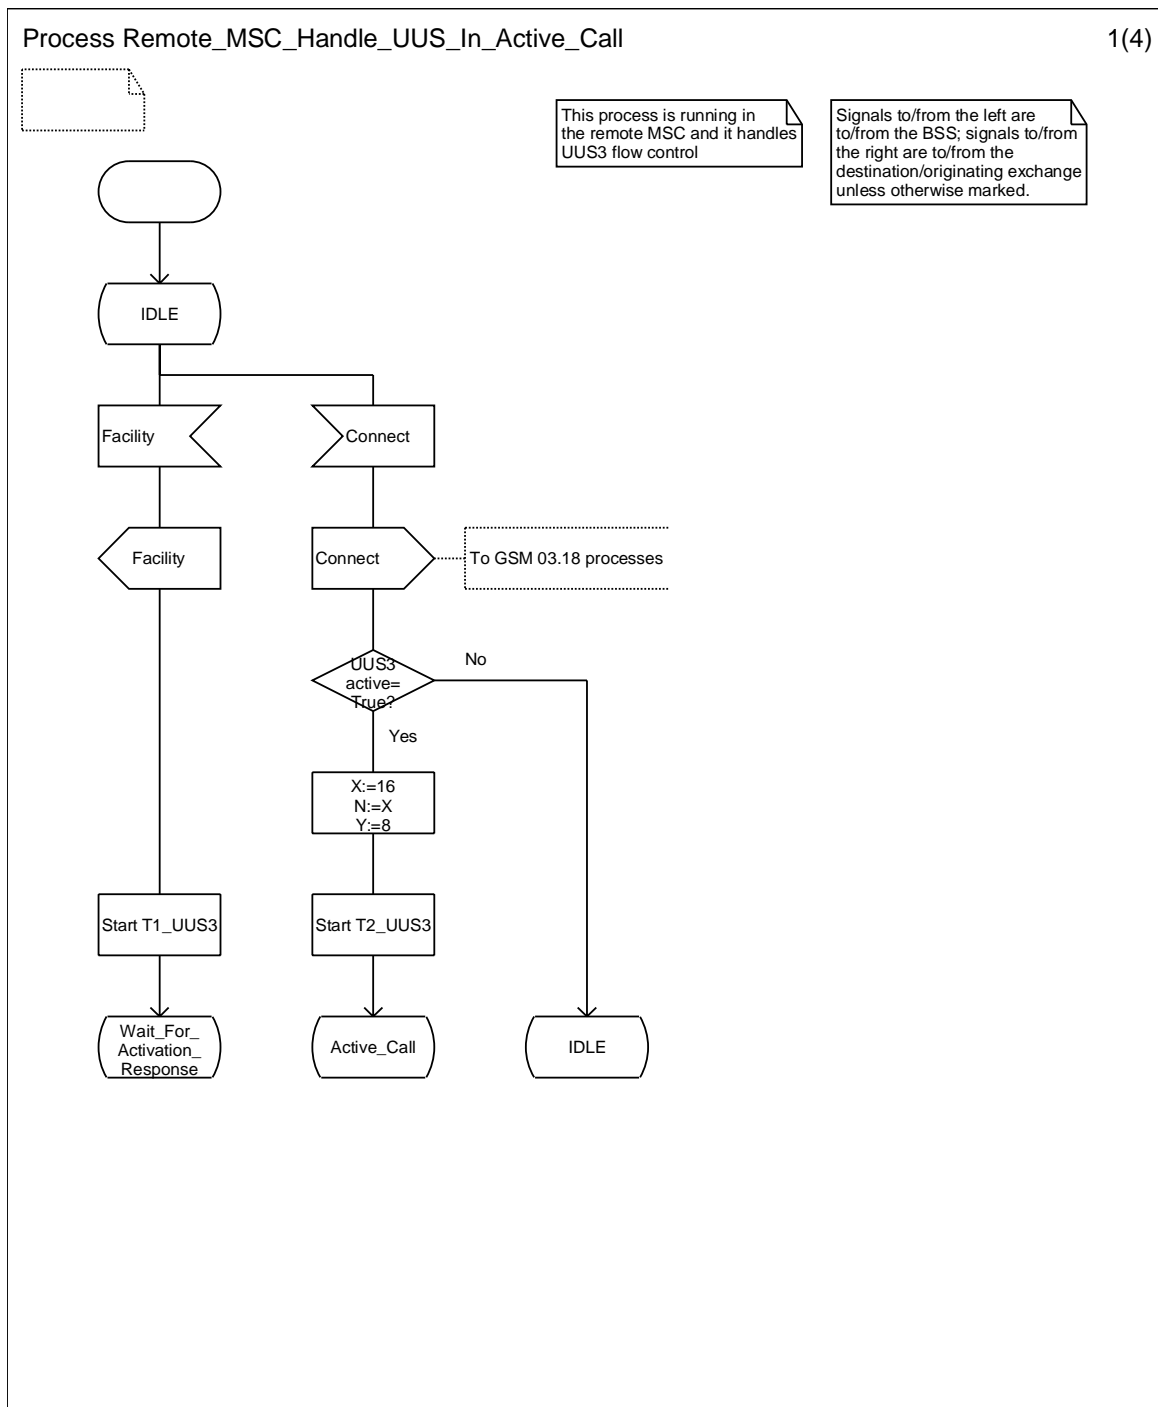 Process Remote_MSC_Handle_UUS_In_Active_Call
1(4)
This process is running in
the remote MSC and it handles
UUS3 flow control
Signals to/from the left are
to/from the BSS; signals to/from
the right are to/from the
destination/originating exchange
unless otherwise marked.
IDLE
Facility
Connect
Facility
Connect
To GSM 03.18 processes
UUS3
active=
True?
No
Yes
X:=16
N:=X
Y:=8
Start T1_UUS3
Start T2_UUS3
Wait_For_
Activation_
Response
Active_Call
IDLE